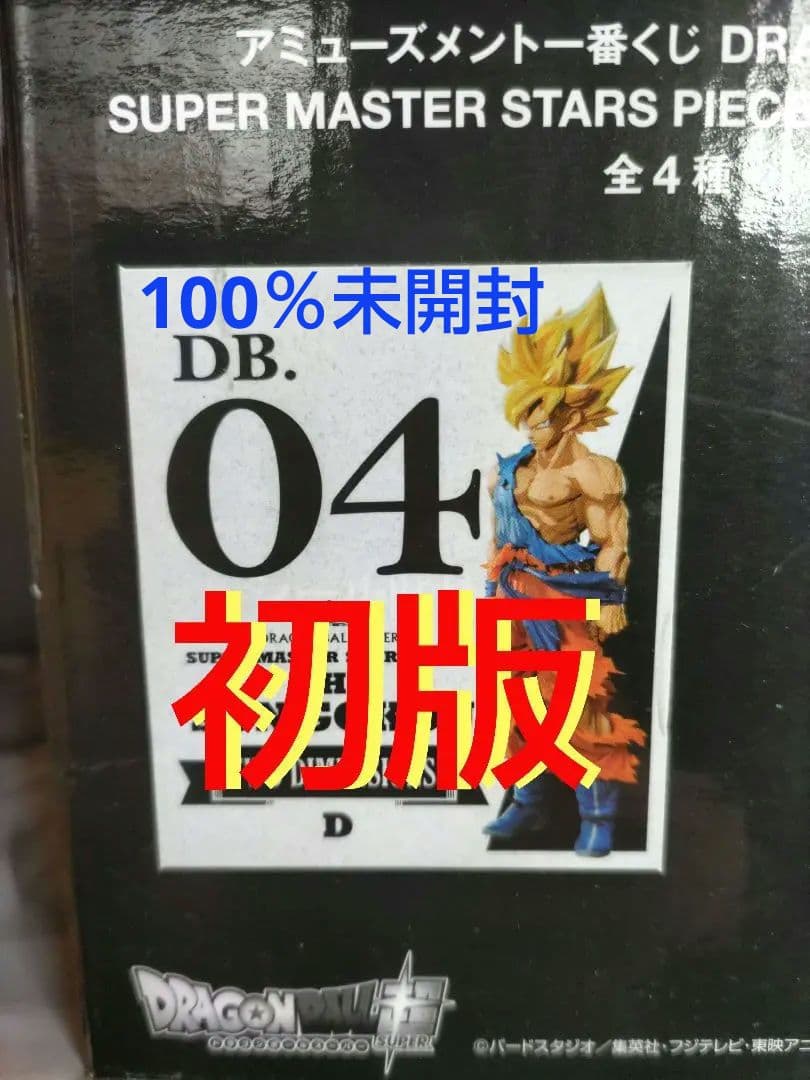 アミューズメント一番くじ DRA
SUPER MASTER STARS PIECE
全4種
100%未開封
DB.
04
初版
D
DRAGON BALL 超
SUPER
©バードスタジオ/集英社・フジテレビ・東映アニ